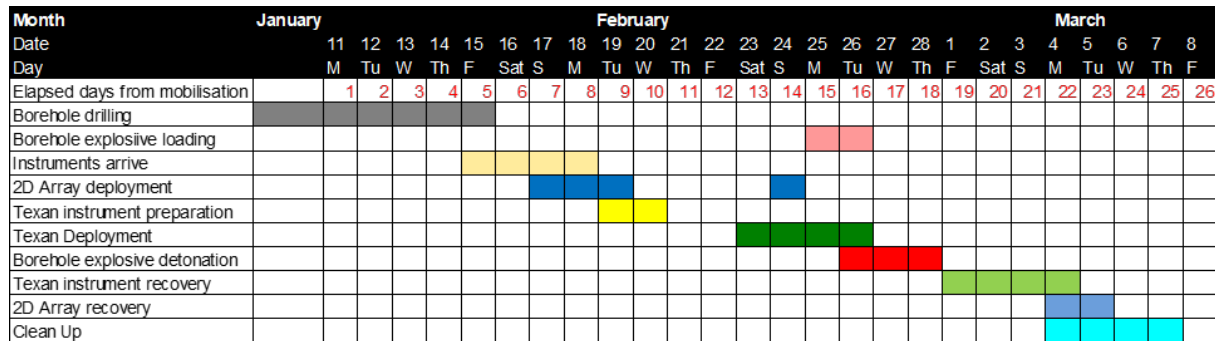 Month January February March
Date 11 12 13 14 15 16 17 18 19 20 21 22 23 24 25 26 27 28 1 2 3 4 5 6 7 8
Day M Tu W Th F Sat S M Tu W Th F Sat S M Tu W Th F Sat S M Tu W Th F
Elapsed days from mobilisation 1 2 3 4 5 6 7 8 9 10 11 12 13 14 15 16 17 18 19 20 21 22 23 24 25 26
Borehole drilling
Borehole explosiive loading
Instruments arrive
2D Array deployment
Texan instrument preparation
Texan Deployment
Borehole explosive detonation
Texan instrument recovery
2D Array recovery
Clean Up